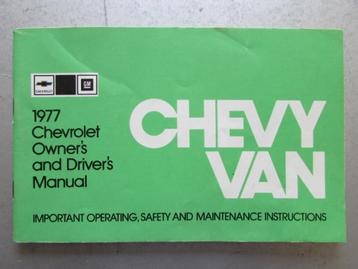 CHEVROLET
GM
1977
Chevrolet
Owner's
and Driver's
Manual
CHEVY
VAN
IMPORTANT OPERATING, SAFETY AND MAINTENANCE INSTRUCTIONS